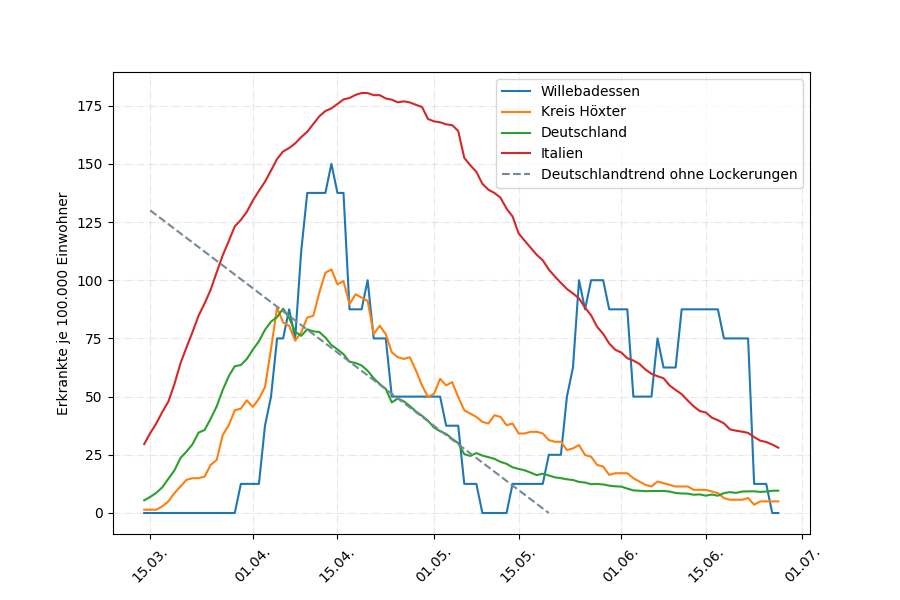 Willebadessen
Kreis Höxter
Deutschland
Italien
Deutschlandtrend ohne Lockerungen
Erkrankte je 100.000 Einwohner
175
150
125
100
75
50
25
0
15.03.
01.04.
15.04.
01.05.
15.05.
01.06.
15.06.
01.07.